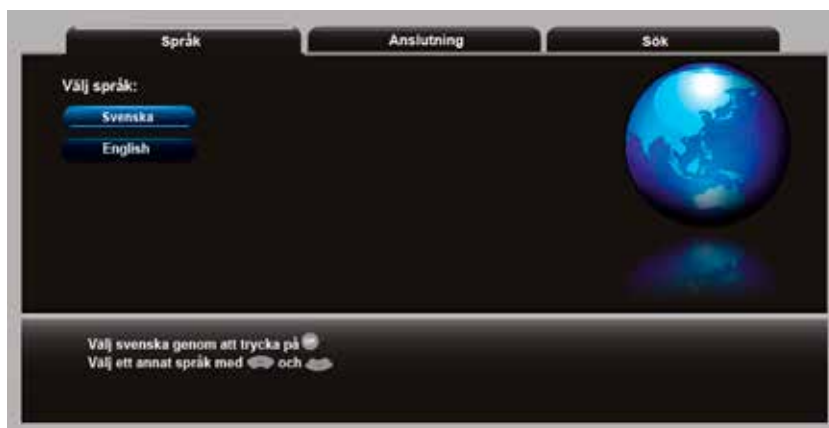 Språk
Anslutning
Sök
Välj språk:
Svenska
English
Välj svenska genom att trycka på
Välj ett annat språk med och